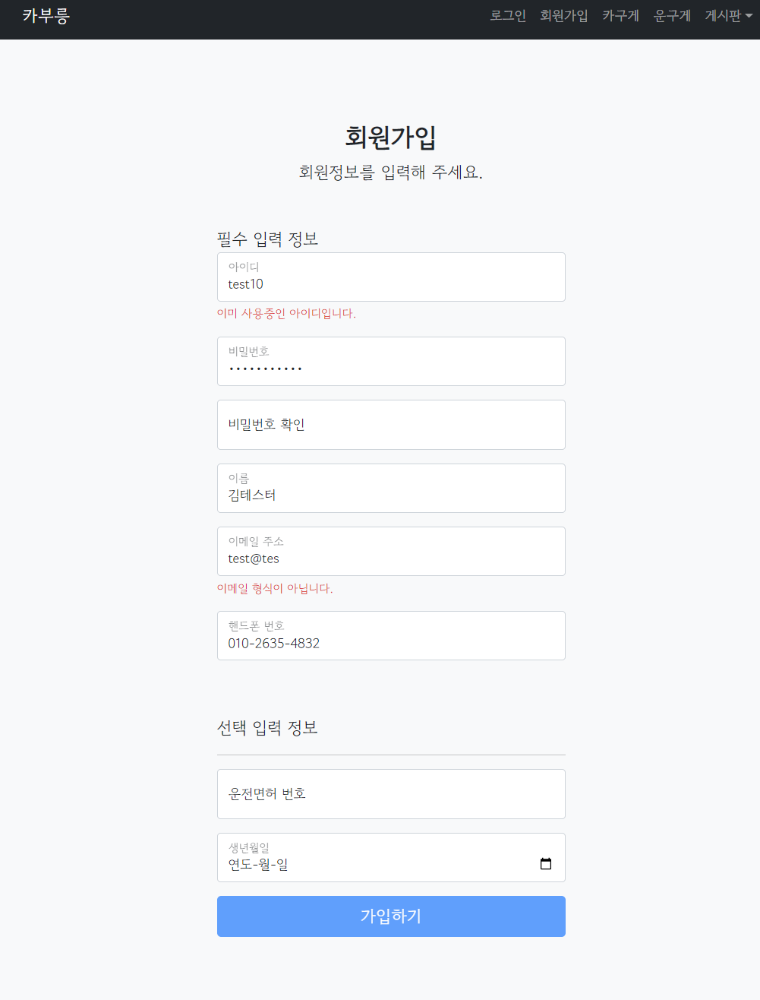 카부릉
로그인 회원가입 카구게 운구게 게시판
회원가입
회원정보를 입력해 주세요.
필수 입력 정보
아이디
test10
이미 사용중인 아이디입니다.
비밀번호
•••••••••••
비밀번호 확인
이름
김테스터
이메일 주소
test@tes
이메일 형식이 아닙니다.
핸드폰 번호
010-2635-4832
선택 입력 정보
운전면허 번호
생년월일
연도-월-일
가입하기